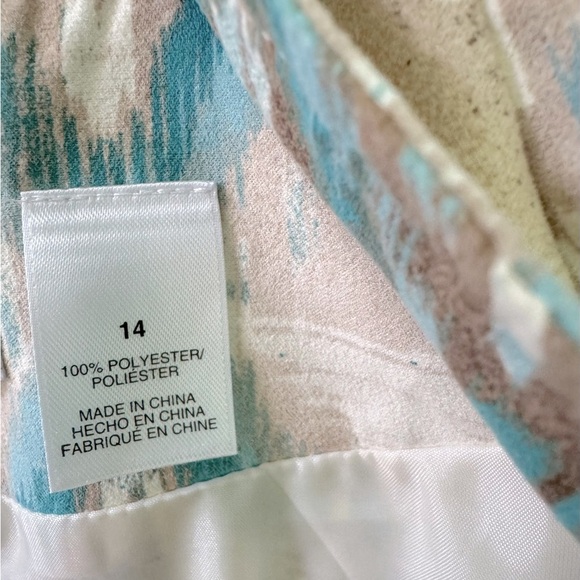 14
100% POLYESTER/
POLIÉSTER
MADE IN CHINA
HECHO EN CHINA
FABRIQUÉ EN CHINE